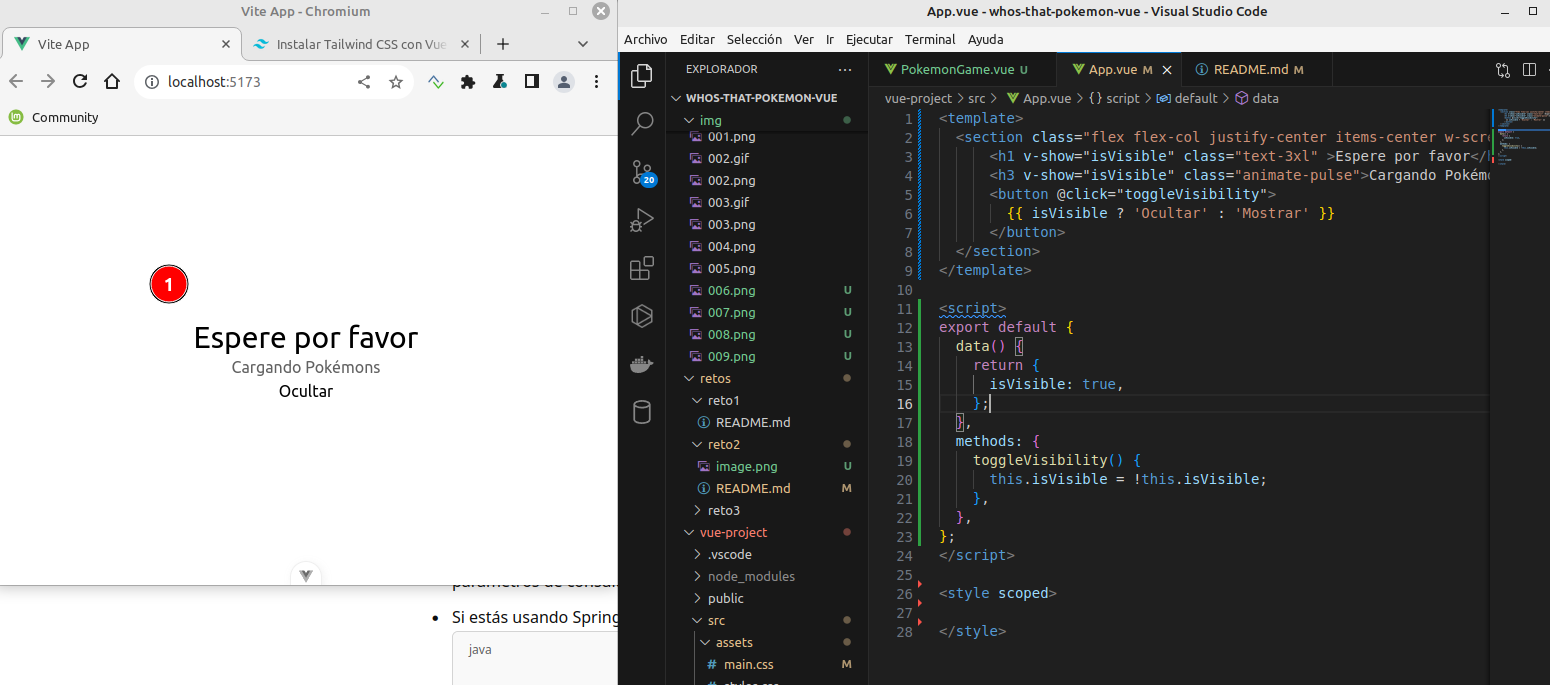 Vite App - Chromium
Vite App
Instalar Tailwind CSS con Vue
localhost:5173
Community
1
Espere por favor
Cargando Pokémons
Ocultar
Si estás usando Spring
java
App.vue - whos-that-pokemon-vue - Visual Studio Code
Archivo Editar Selección Ver Ir Ejecutar Terminal Ayuda
20
EXPLORADOR
WHOS-THAT-POKEMON-VUE
img
001.png
002.gif
002.png
003.gif
003.png
004.png
005.png
006.png U
007.png U
008.png U
009.png U
retos
reto1
README.md
reto2
image.png U
README.md M
reto3
vue-project
.vscode
node_modules
public
src
assets
# main.css M
PokemonGame.vue U App.vue M README.md M
vue-project > src > App.vue > {} script > default > data
1 <template>
2 <section class="flex flex-col justify-center items-center w-scr
3 <h1 v-show="isVisible" class="text-3xl" >Espere por favor</
4 <h3 v-show="isVisible" class="animate-pulse">Cargando Pokém
5 <button @click="toggleVisibility">
6 {{ isVisible ? 'Ocultar' : 'Mostrar' }}
7 </button>
8 </section>
9 </template>
10
11 <script>
12 export default {
13 data() {
14 return {
15 isVisible: true,
16 };
17 },
18 methods: {
19 toggleVisibility() {
20 this.isVisible = !this.isVisible;
21 },
22 },
23 };
24 </script>
25
26 <style scoped>
27
28 </style>